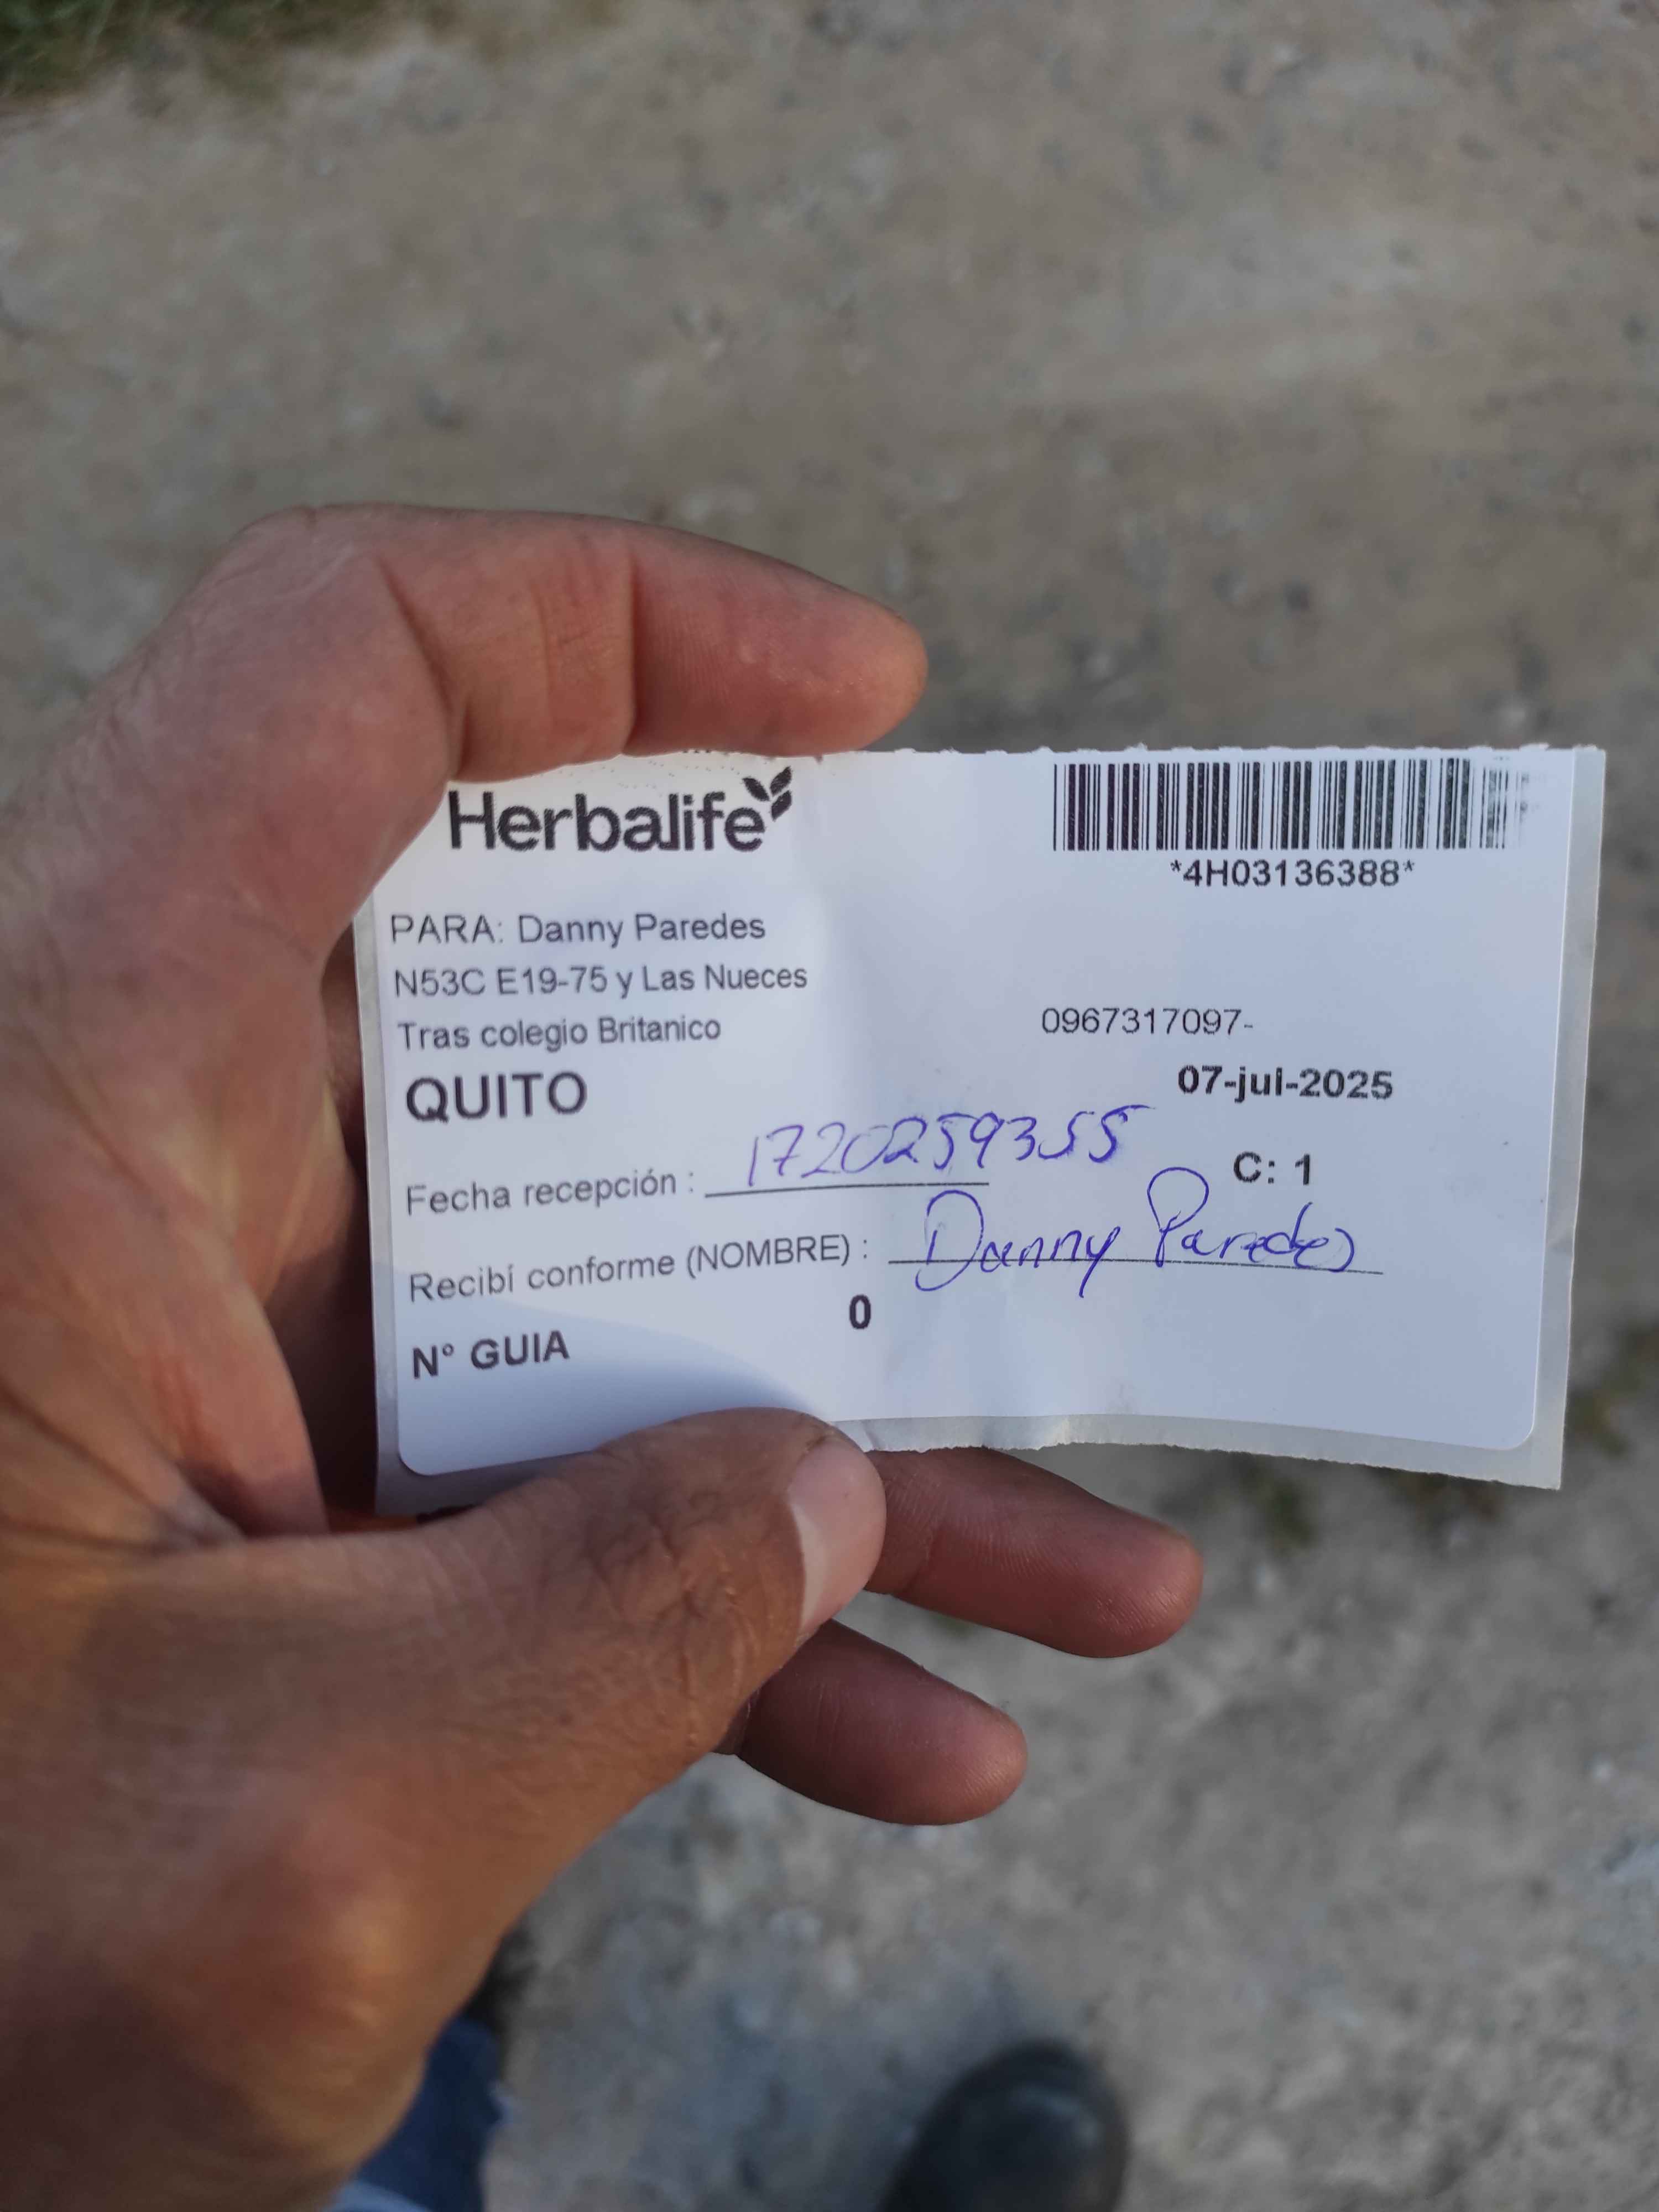 Herbalife
*4H03136388*
PARA: Danny Paredes
N53C E19-75 y Las Nueces
Tras colegio Britanico
0967317097-
QUITO
07-jul-2025
Fecha recepción : 1720259355
C: 1
Recibí conforme (NOMBRE) : Danny Paredes
0
N° GUIA